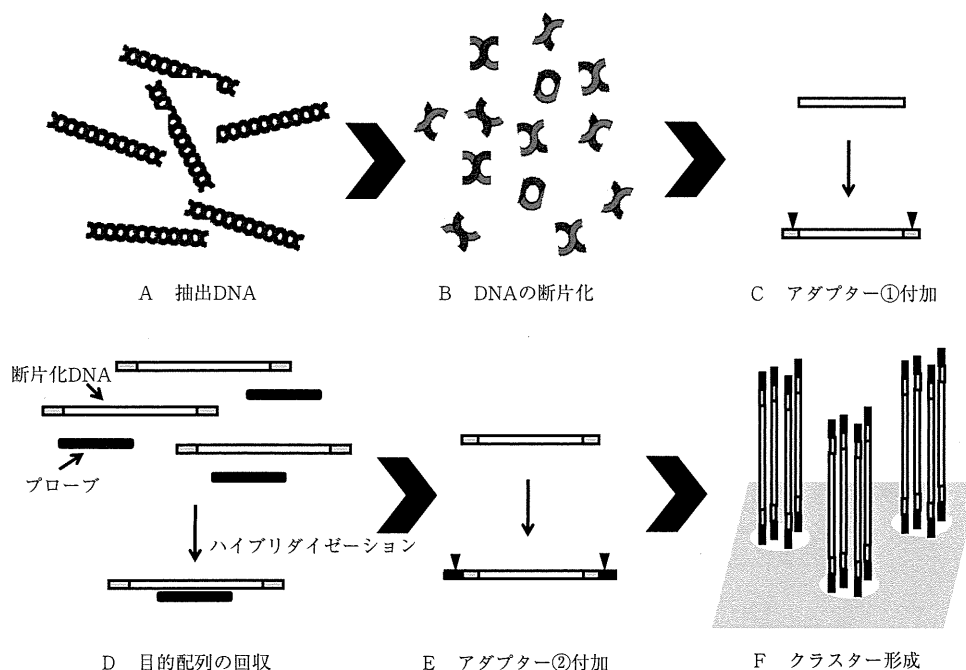 A 抽出DNA
B DNAの断片化
C アダプター①付加
断片化DNA
プローブ
ハイブリダイゼーション
D 目的配列の回収
E アダプター②付加
F クラスター形成